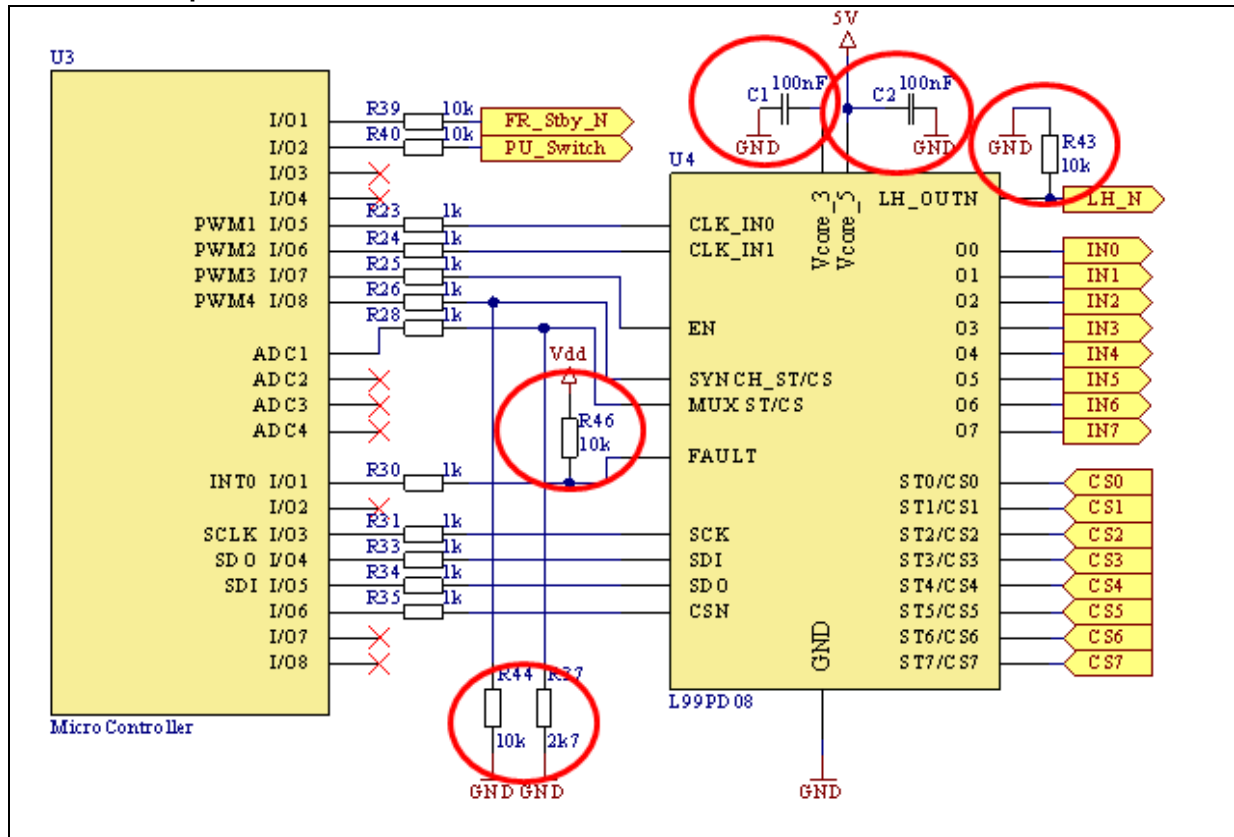 5V
U3
C1 100nF
C2 100nF
GND
GND
GND
R43
10k
U4
R39 10k
I/O1
FR_Stby_N
R40 10k
I/O2
PU_Switch
I/O3
I/O4
Vcore_3
Vcore_5
LH_OUTN
LH_N
R23 1k
PWM1 I/O5
CLK_IN0
R24 1k
PWM2 I/O6
CLK_IN1
R25 1k
PWM3 I/O7
EN
R26 1k
PWM4 I/O8
R28 1k
ADC1
Vdd
ADC2
SYNCH_ST/CS
ADC3
MUX ST/CS
R46
10k
ADC4
FAULT
O0 IN0
O1 IN1
O2 IN2
O3 IN3
O4 IN4
O5 IN5
O6 IN6
O7 IN7
R30 1k
INT0 I/O1
I/O2
R31 1k
SCLK I/O3
SCK
R33 1k
SDO I/O4
SDI
R34 1k
SDI I/O5
SDO
R35 1k
I/O6
CSN
I/O7
I/O8
ST0/CS0 CS0
ST1/CS1 CS1
ST2/CS2 CS2
ST3/CS3 CS3
ST4/CS4 CS4
ST5/CS5 CS5
ST6/CS6 CS6
ST7/CS7 CS7
GND
R44
10k
2k7
L99PD08
Micro Controller
GND GND
GND